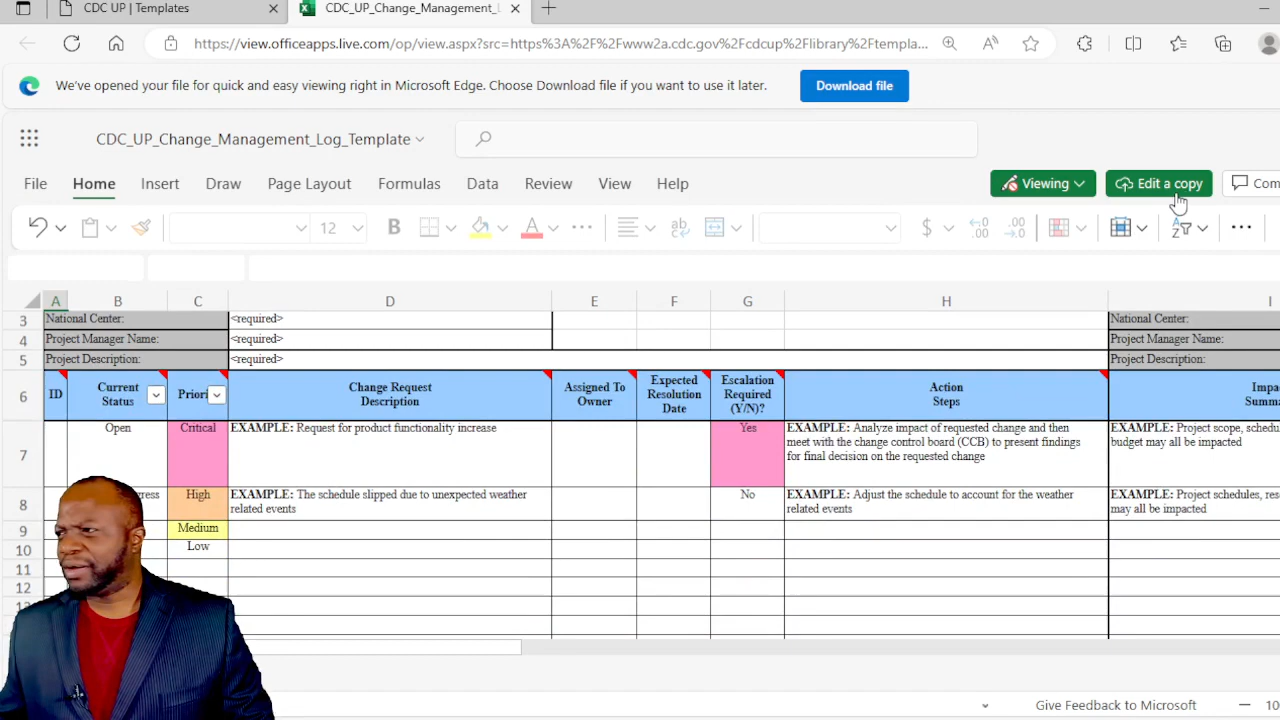 CDC UP | Templates
CDC_UP_Change_Management_L
https://view.officeapps.live.com/op/view.aspx?src=https%3A%2F%2Fwww2a.cdc.gov%2Fcdcup%2Flibrary%2Ftempla...
We've opened your file for quick and easy viewing right in Microsoft Edge. Choose Download file if you want to use it later.
Download file
CDC_UP_Change_Management_Log_Template
File Home Insert Draw Page Layout Formulas Data Review View Help
Viewing
Edit a copy
Com
12
A B C D E F G H I
3 National Center: <required> National Center:
4 Project Manager Name: <required> Project Manager Name:
5 Project Description: <required> Project Description:
6
ID
Current
Status
Priori
Change Request
Description
Assigned To
Owner
Expected
Resolution
Date
Escalation
Required
(Y/N)?
Action
Steps
Impa
Summa
7
Open
Critical
EXAMPLE: Request for product functionality increase
Yes
EXAMPLE: Analyze impact of requested change and then
meet with the change control board (CCB) to present findings
for final decision on the requested change
EXAMPLE: Project scope, schedu
budget may all be impacted
8
gress
High
EXAMPLE: The schedule slipped due to unexpected weather
related events
No
EXAMPLE: Adjust the schedule to account for the weather
related events
EXAMPLE: Project schedules, res
may all be impacted
9 Medium
10 Low
11
12
Give Feedback to Microsoft
10